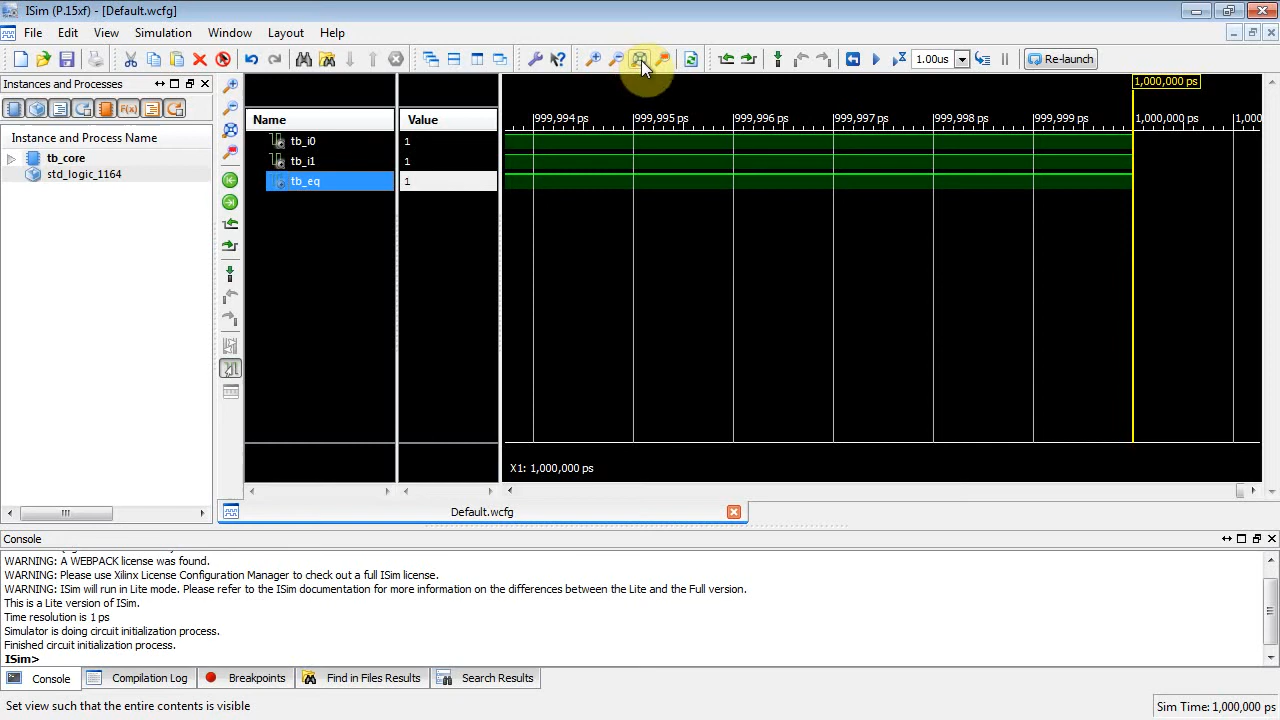 ISim (P.15xf) - [Default.wcfg]
File Edit View Simulation Window Layout Help
1.00us
Re-launch
Instances and Processes
Instance and Process Name
tb_core
std_logic_1164
Name Value
tb_i0 1
tb_i1 1
tb_eq 1
1,000,000 ps
999,994 ps 999,995 ps 999,996 ps 999,997 ps 999,998 ps 999,999 ps 1,000,000 ps 1,000
X1: 1,000,000 ps
Default.wcfg
Console
WARNING: A WEBPACK license was found.
WARNING: Please use Xilinx License Configuration Manager to check out a full ISim license.
WARNING: ISim will run in Lite mode. Please refer to the ISim documentation for more information on the differences between the Lite and the Full version.
This is a Lite version of ISim.
Time resolution is 1 ps
Simulator is doing circuit initialization process.
Finished circuit initialization process.
ISim>
Console Compilation Log Breakpoints Find in Files Results Search Results
Set view such that the entire contents is visible
Sim Time: 1,000,000 ps